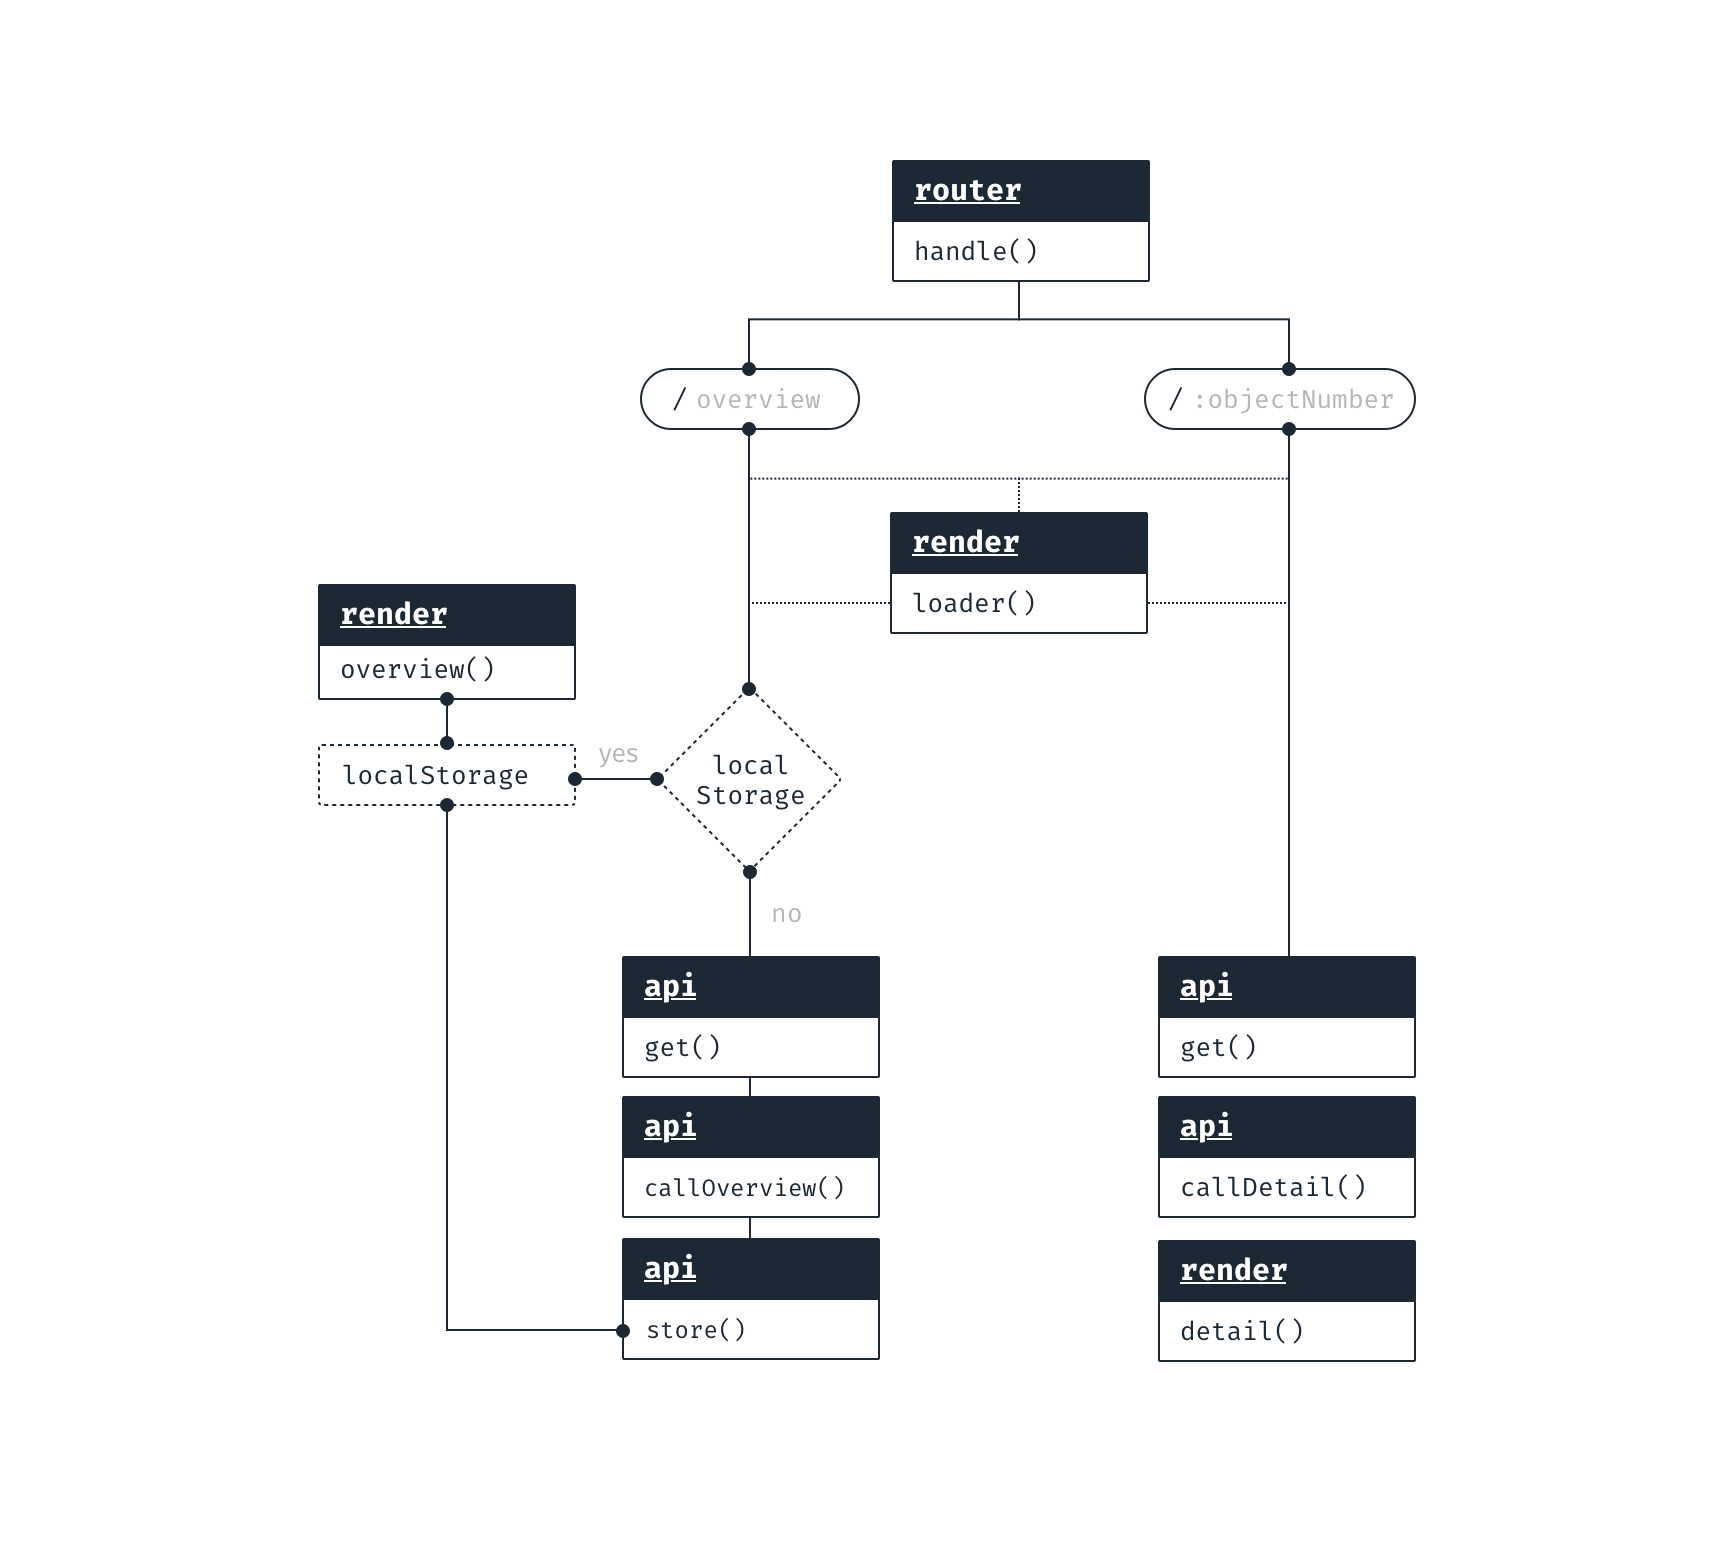 router
handle()
/ overview
/ :objectNumber
render
loader()
render
overview()
localStorage
yes
local
Storage
no
api
get()
api
callOverview()
api
store()
api
get()
api
callDetail()
render
detail()